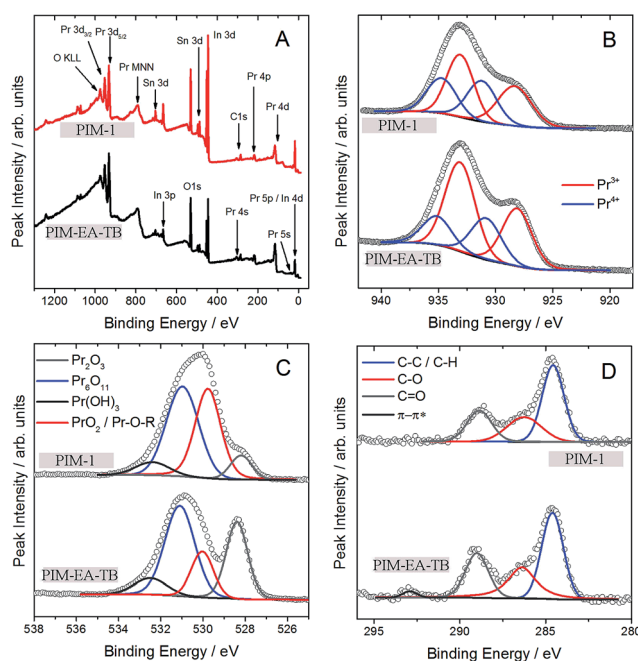 A
Pr 3d3/2
Pr 3d5/2
O KLL
Pr MNN
Sn 3d
Sn 3d
In 3d
C1s
Pr 4p
Pr 4d
PIM-1
In 3p
O1s
Pr 4s
Pr 5p / In 4d
Pr 5s
PIM-EA-TB
Peak Intensity / arb. units
1200 1000 800 600 400 200 0
Binding Energy / eV
B
PIM-1
Pr3+
Pr4+
PIM-EA-TB
Peak Intensity / arb. units
940 935 930 925 920
Binding Energy / eV
C
Pr2O3
Pr6O11
Pr(OH)3
PrO2 / Pr-O-R
PIM-1
PIM-EA-TB
Peak Intensity / arb. units
538 536 534 532 530 528 526
Binding Energy / eV
D
C-C / C-H
C-O
C=O
π–π*
PIM-1
PIM-EA-TB
Peak Intensity / arb. units
295 290 285 280
Binding Energy / eV